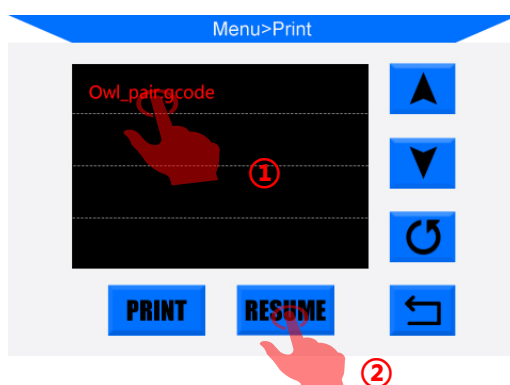 Menu>Print
Owl_pair.gcode
①
PRINT
RESUME
②